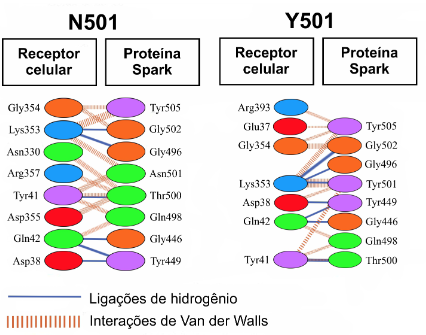 N501
Y501
Receptor
celular
Proteína
Spark
Receptor
celular
Proteína
Spark
Gly354
Tyr505
Lys353
Gly502
Asn330
Gly496
Arg357
Asn501
Tyr41
Thr500
Asp355
Gln498
Gln42
Gly446
Asp38
Tyr449
Arg393
Glu37
Tyr505
Gly354
Gly502
Gly496
Lys353
Tyr501
Asp38
Tyr449
Gln42
Gly446
Gln498
Tyr41
Thr500
Ligações de hidrogênio
Interações de Van der Walls